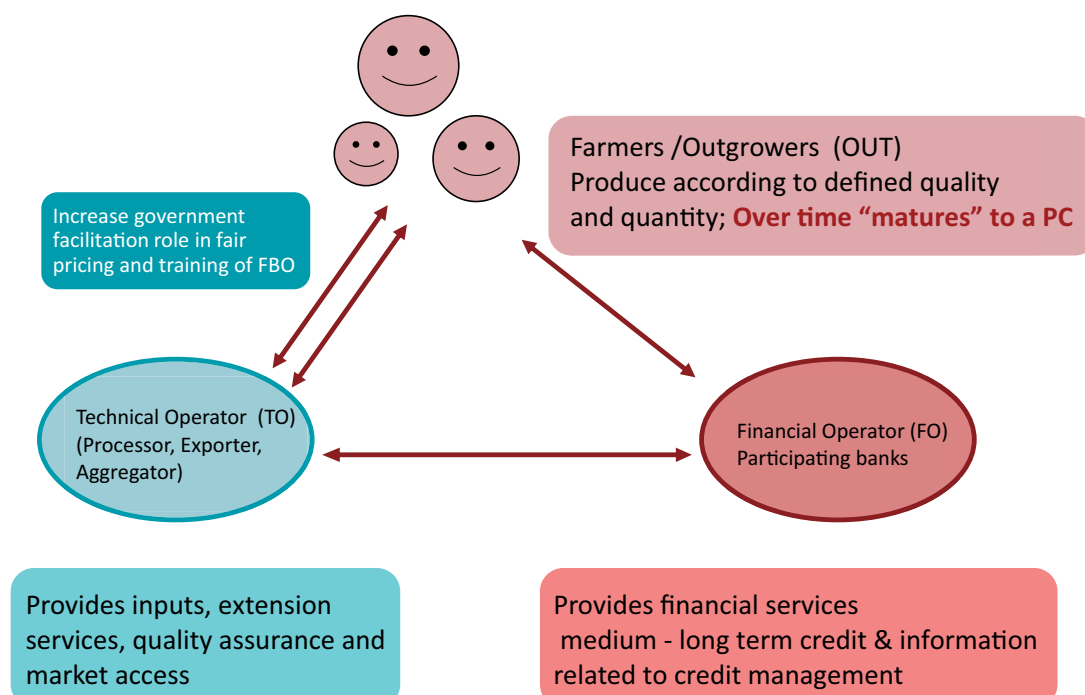 Farmers /Outgrowers (OUT)
Produce according to defined quality
and quantity; Over time “matures” to a PC
Increase government
facilitation role in fair
pricing and training of FBO
Technical Operator (TO)
(Processor, Exporter,
Aggregator)
Financial Operator (FO)
Participating banks
Provides inputs, extension
services, quality assurance and
market access
Provides financial services
medium - long term credit & information
related to credit management